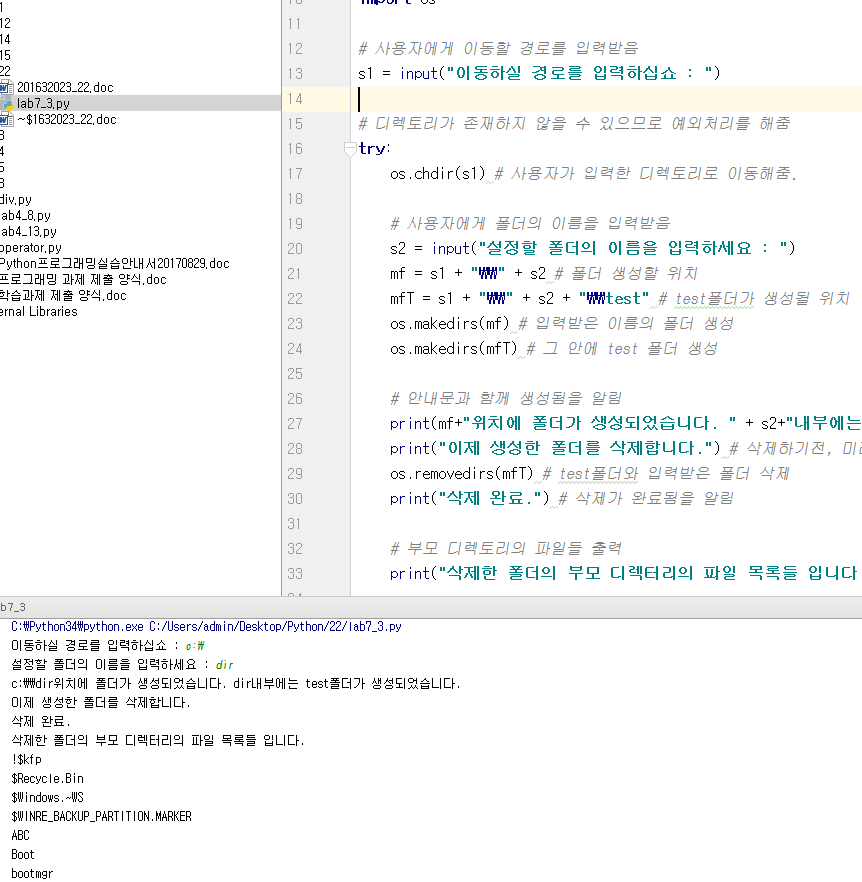 1
12
14
15
22
201632023_22.doc
lab7_3.py
~$1632023_22.doc
3
4
5
8
div.py
ab4_8.py
ab4_13.py
operator.py
Python프로그래밍실습안내서20170829.doc
프로그래밍 과제 제출 양식.doc
학습과제 제출 양식.doc
ernal Libraries
10 import os
11
12 # 사용자에게 이동할 경로를 입력받음
13 s1 = input("이동하실 경로를 입력하십쇼 : ")
14
15 # 디렉토리가 존재하지 않을 수 있으므로 예외처리를 해줌
16 try:
17 os.chdir(s1) # 사용자가 입력한 디렉토리로 이동해줌.
18
19 # 사용자에게 폴더의 이름을 입력받음
20 s2 = input("설정할 폴더의 이름을 입력하세요 : ")
21 mf = s1 + "₩₩" + s2 # 폴더 생성할 위치
22 mfT = s1 + "₩₩" + s2 + "₩₩test" # test폴더가 생성될 위치
23 os.makedirs(mf) # 입력받은 이름의 폴더 생성
24 os.makedirs(mfT) # 그 안에 test 폴더 생성
25
26 # 안내문과 함께 생성됨을 알림
27 print(mf+"위치에 폴더가 생성되었습니다. " + s2+"내부에는
28 print("이제 생성한 폴더를 삭제합니다.") # 삭제하기전, 미리
29 os.removedirs(mfT) # test폴더와 입력받은 폴더 삭제
30 print("삭제 완료.") # 삭제가 완료됨을 알림
31
32 # 부모 디렉토리의 파일들 출력
33 print("삭제한 폴더의 부모 디렉터리의 파일 목록들 입니다
b7_3
C:₩Python34₩python.exe C:/Users/admin/Desktop/Python/22/lab7_3.py
이동하실 경로를 입력하십쇼 : c:₩
설정할 폴더의 이름을 입력하세요 : dir
c:₩₩dir위치에 폴더가 생성되었습니다. dir내부에는 test폴더가 생성되었습니다.
이제 생성한 폴더를 삭제합니다.
삭제 완료.
삭제한 폴더의 부모 디렉터리의 파일 목록들 입니다.
!$kfp
$Recycle.Bin
$Windows.~WS
$WINRE_BACKUP_PARTITION.MARKER
ABC
Boot
bootmgr